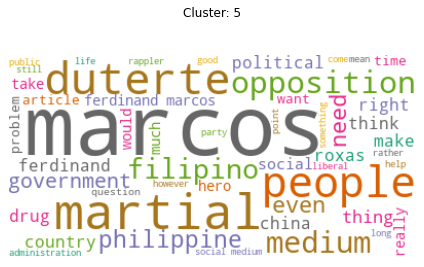 Cluster: 5
public still life rappler good come mean time
take duterte political opposition
article ferdinand marcos want right
problem marcos would much point something need think
ferdinand filipino party roxas make
government social rather
question however hero liberal help people
drug martial even china thing really
country philippine medium long
administration social medium